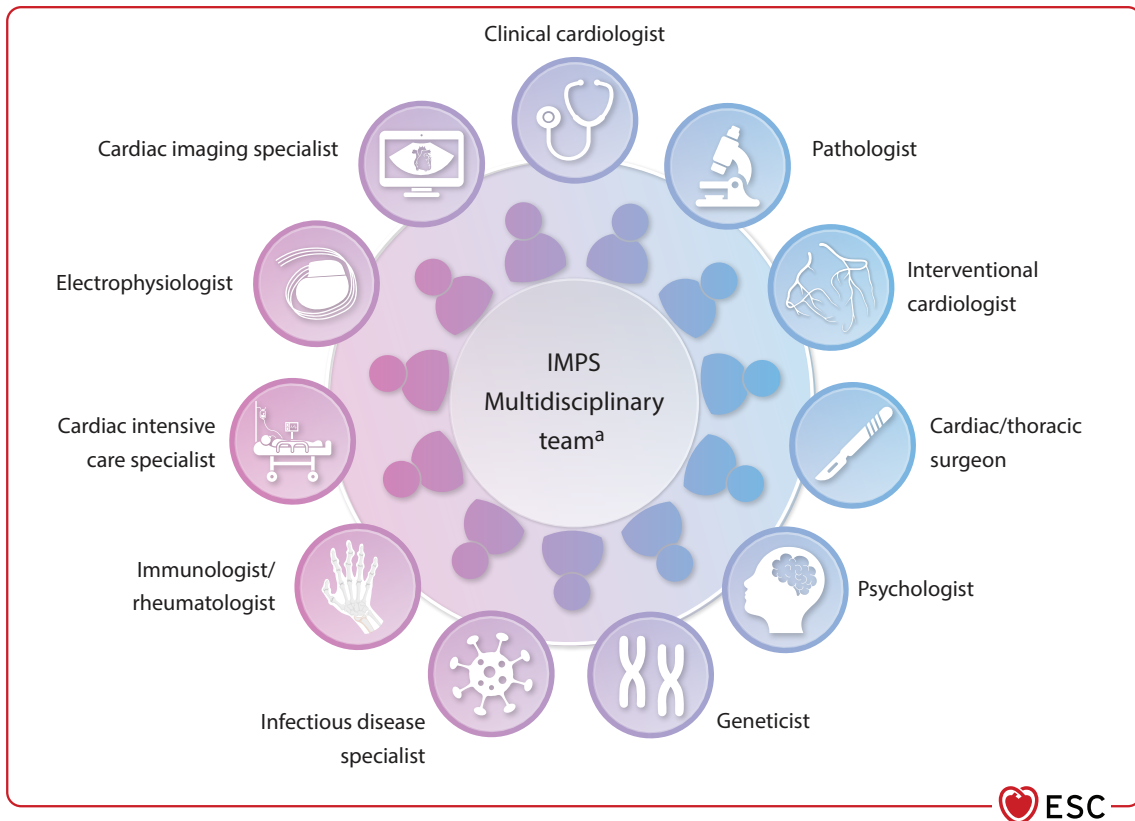 Clinical cardiologist
Cardiac imaging specialist
Pathologist
Electrophysiologist
Interventional
cardiologist
IMPS
Multidisciplinary
teamᵃ
Cardiac intensive
care specialist
Cardiac/thoracic
surgeon
Immunologist/
rheumatologist
Psychologist
Infectious disease
specialist
Geneticist
ESC